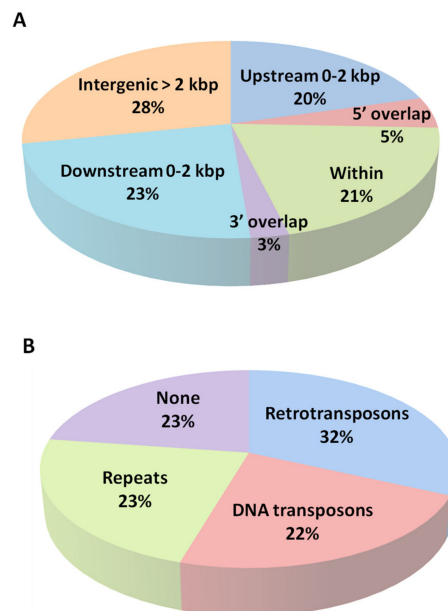 A
Intergenic > 2 kbp
28%
Upstream 0-2 kbp
20%
5' overlap
5%
Within
21%
3' overlap
3%
Downstream 0-2 kbp
23%
B
None
23%
Retrotransposons
32%
Repeats
23%
DNA transposons
22%